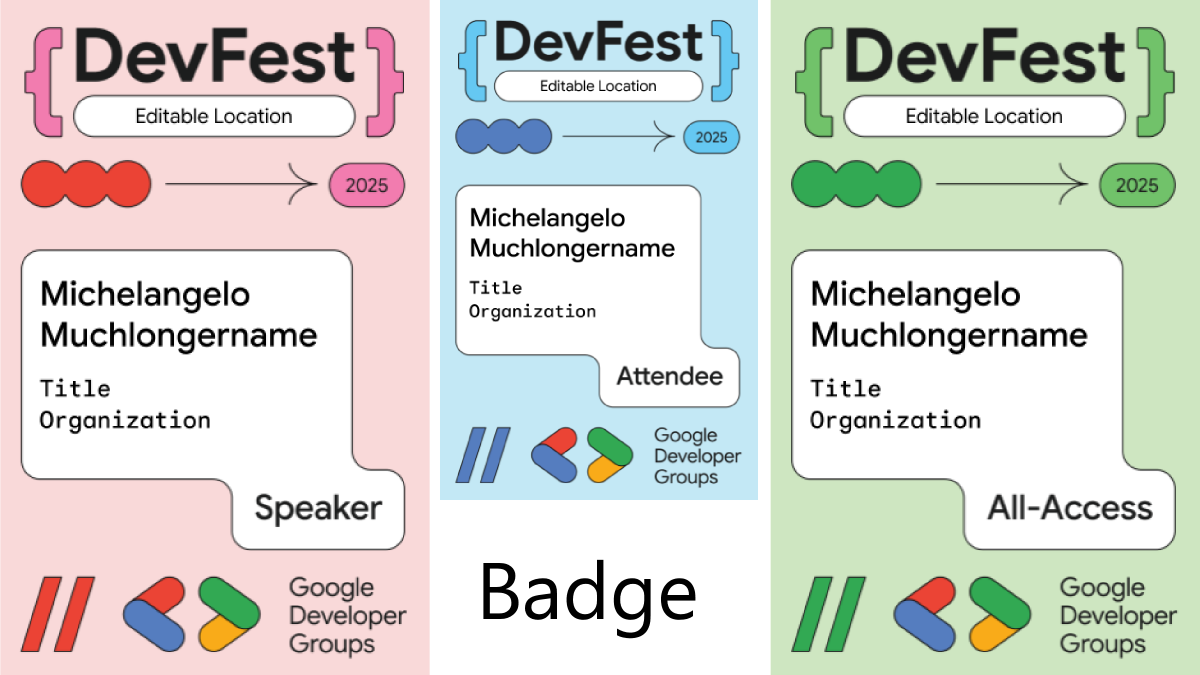 DevFest
Editable Location
2025
Michelangelo
Muchlongername
Title
Organization
Speaker
Google
Developer
Groups
DevFest
Editable Location
2025
Michelangelo
Muchlongername
Title
Organization
Attendee
Google
Developer
Groups
Badge
DevFest
Editable Location
2025
Michelangelo
Muchlongername
Title
Organization
All-Access
Google
Developer
Groups